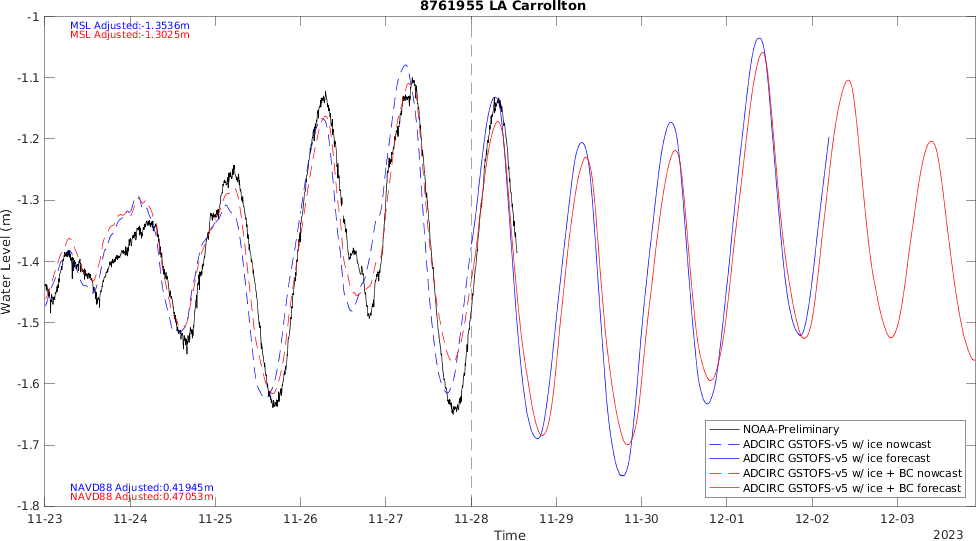 8761955 LA Carrollton
MSL Adjusted:-1.3536m
MSL Adjusted:-1.3025m
-1
-1.1
-1.2
-1.3
-1.4
-1.5
-1.6
-1.7
-1.8
Water Level (m)
NAVD88 Adjusted:0.41945m
NAVD88 Adjusted:0.47053m
NOAA-Preliminary
ADCIRC GSTOFS-v5 w/ ice nowcast
ADCIRC GSTOFS-v5 w/ ice forecast
ADCIRC GSTOFS-v5 w/ ice + BC nowcast
ADCIRC GSTOFS-v5 w/ ice + BC forecast
11-23 11-24 11-25 11-26 11-27 11-28 11-29 11-30 12-01 12-02 12-03
Time
2023